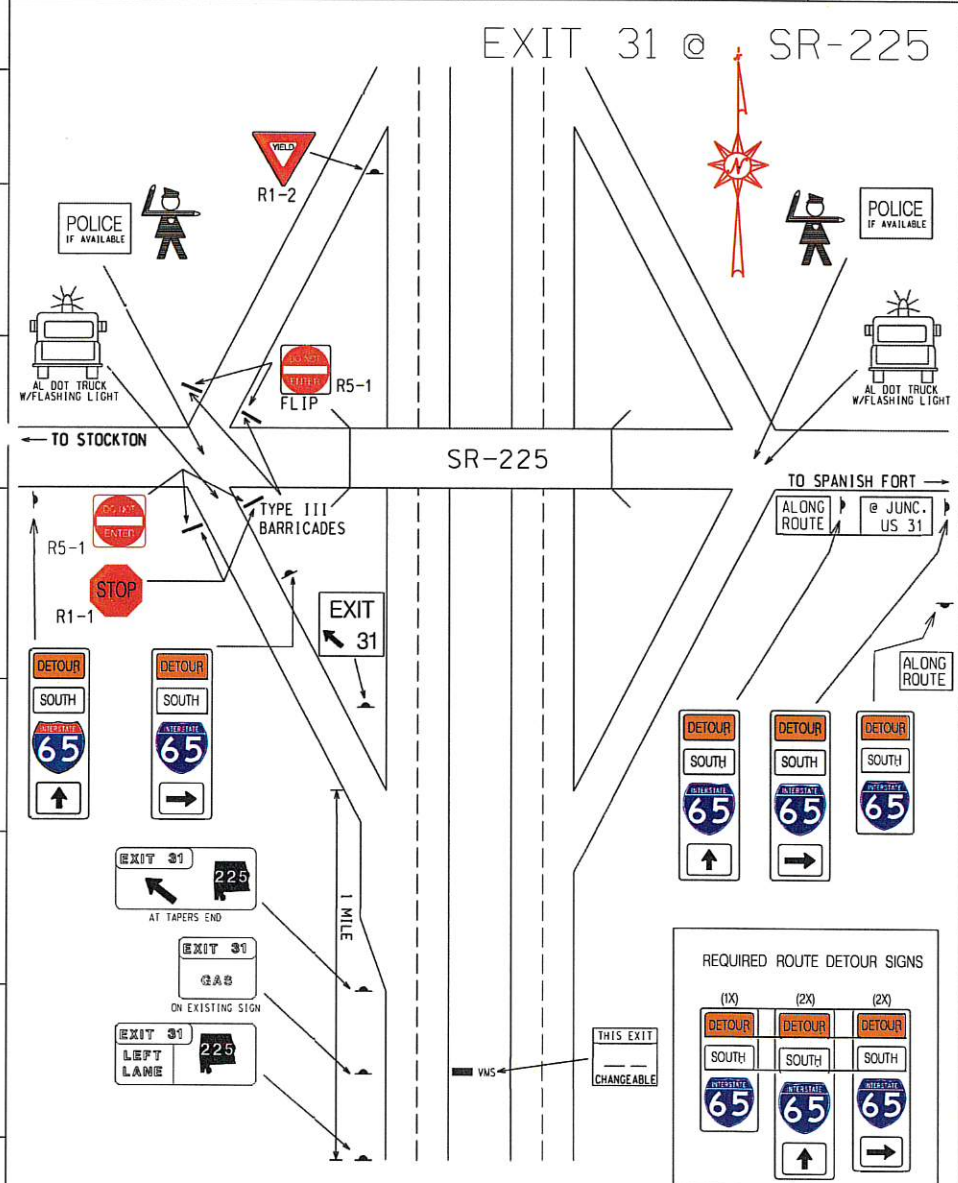 EXIT 31 @ SR-225
YIELD
R1-2
POLICE
IF AVAILABLE
POLICE
IF AVAILABLE
AL DOT TRUCK
W/FLASHING LIGHT
DO NOT
ENTER
R5-1
FLIP
AL DOT TRUCK
W/FLASHING LIGHT
N
← TO STOCKTON
SR-225
TO SPANISH FORT →
DO NOT
ENTER
R5-1
TYPE III
BARRICADES
ALONG
ROUTE
@ JUNC.
US 31
STOP
R1-1
EXIT
31
ALONG
ROUTE
DETOUR
SOUTH
INTERSTATE
65
DETOUR
SOUTH
INTERSTATE
65
DETOUR
SOUTH
INTERSTATE
65
DETOUR
SOUTH
INTERSTATE
65
DETOUR
SOUTH
INTERSTATE
65
EXIT 31
225
AT TAPERS END
1 MILE
EXIT 31
GAS
ON EXISTING SIGN
EXIT 31
LEFT
LANE
225
VMS
THIS EXIT
CHANGEABLE
REQUIRED ROUTE DETOUR SIGNS
(1X) (2X) (2X)
DETOUR DETOUR DETOUR
SOUTH SOUTH SOUTH
INTERSTATE INTERSTATE INTERSTATE
65 65 65